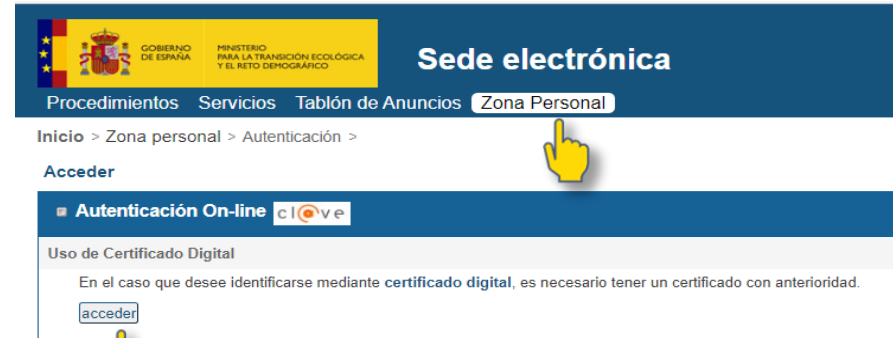 GOBIERNO
DE ESPAÑA
MINISTERIO
PARA LA TRANSICIÓN ECOLÓGICA
Y EL RETO DEMOGRÁFICO
Sede electrónica
Procedimientos Servicios Tablón de Anuncios Zona Personal
Inicio > Zona personal > Autenticación >
Acceder
Autenticación On-line cl@ve
Uso de Certificado Digital
En el caso que desee identificarse mediante certificado digital, es necesario tener un certificado con anterioridad.
acceder